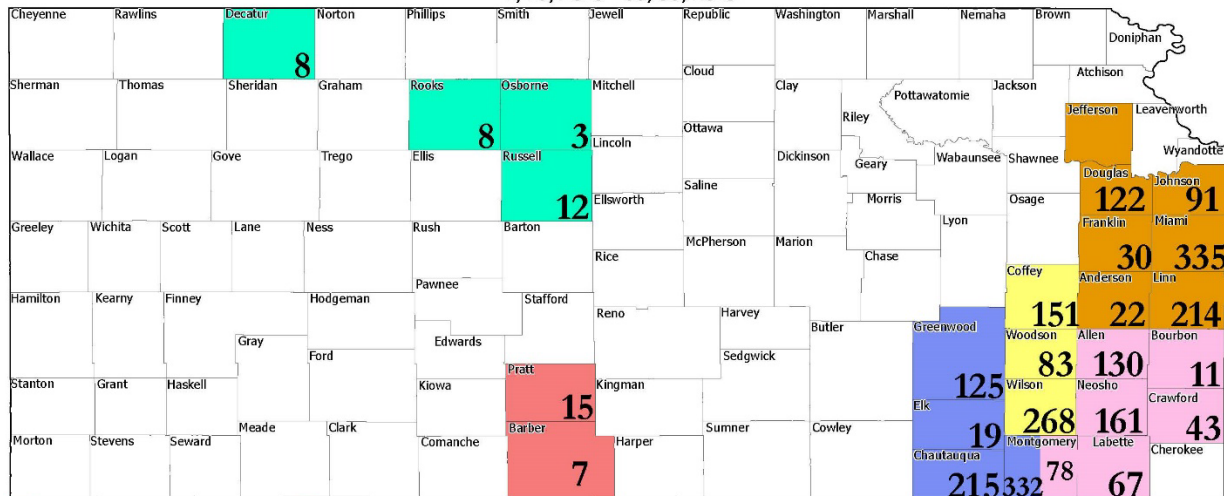 Cheyenne Rawlins Decatur Norton Phillips Smith Jewell Republic Washington Marshall Nemaha Brown
Doniphan
8
Cloud Atchison
Sherman Thomas Sheridan Graham Rooks Osborne Mitchell Clay Pottawatomie Jackson
Jefferson Leavenworth
Riley
8 3 Ottawa
Lincoln
Wallace Logan Gove Trego Ellis Russell Dickinson Geary Wabaunsee Shawnee Wyandotte
Douglas Johnson
Saline
12 Ellsworth Morris Osage 122 91
Greeley Wichita Scott Lane Ness Rush Barton Lyon Franklin Miami
McPherson Marion
Rice Chase 30 335
Coffey Anderson Linn
Pawnee
Hamilton Kearny Finney Hodgeman Stafford
Reno Harvey 151 22 214
Butler Greenwood
Gray Edwards Woodson Allen Bourbon
Ford Sedgwick
83 130 11
Pratt
Stanton Grant Haskell Kiowa Kingman 125 Wilson Neosho
Crawford
15 Elk
268 161 43
Meade Clark Barber Sumner Cowley 19
Morton Stevens Seward Comanche Harper Montgomery Labette Cherokee
Chautauqua
7 78
215 332 67